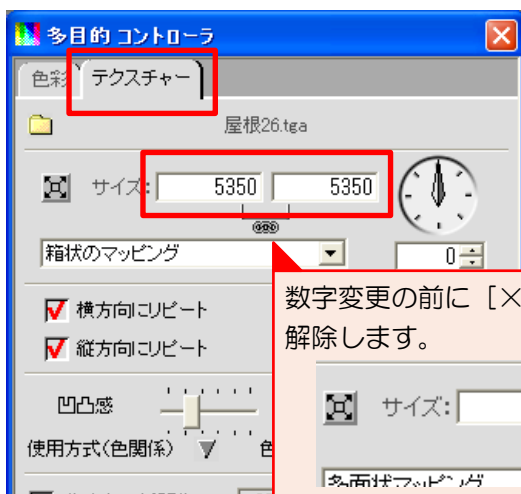 多目的 コントローラ
色彩 テクスチャー
屋根26.tga
サイズ: 5350 5350
箱状のマッピング 0
横方向にリピート
縦方向にリピート
数字変更の前に［×
解除します。
凹凸感
サイズ:
使用方式(色関係) 色
多面状マッピング